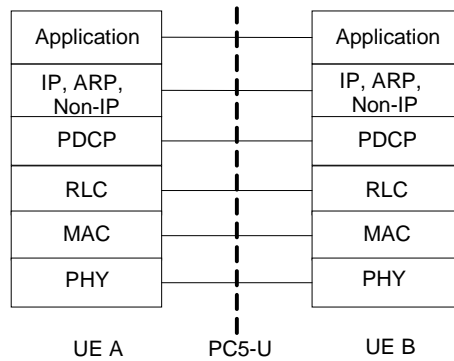 Application
Application
IP, ARP,
Non-IP
IP, ARP,
Non-IP
PDCP
PDCP
RLC
RLC
MAC
MAC
PHY
PHY
UE A
PC5-U
UE B